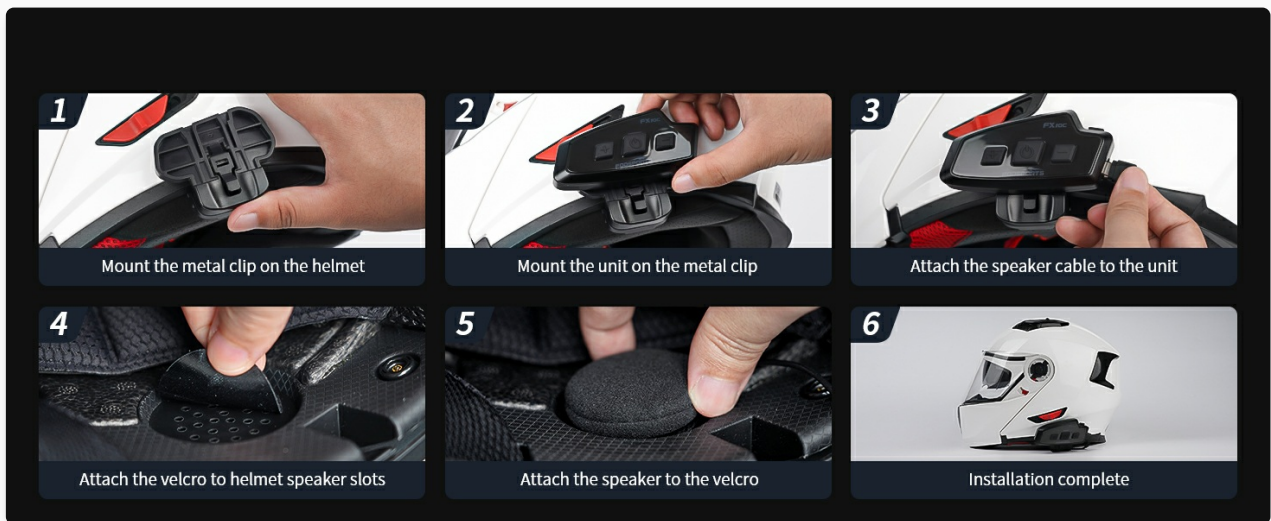 1
Mount the metal clip on the helmet
2
Mount the unit on the metal clip
3
Attach the speaker cable to the unit
4
Attach the velcro to helmet speaker slots
5
Attach the speaker to the velcro
6
Installation complete